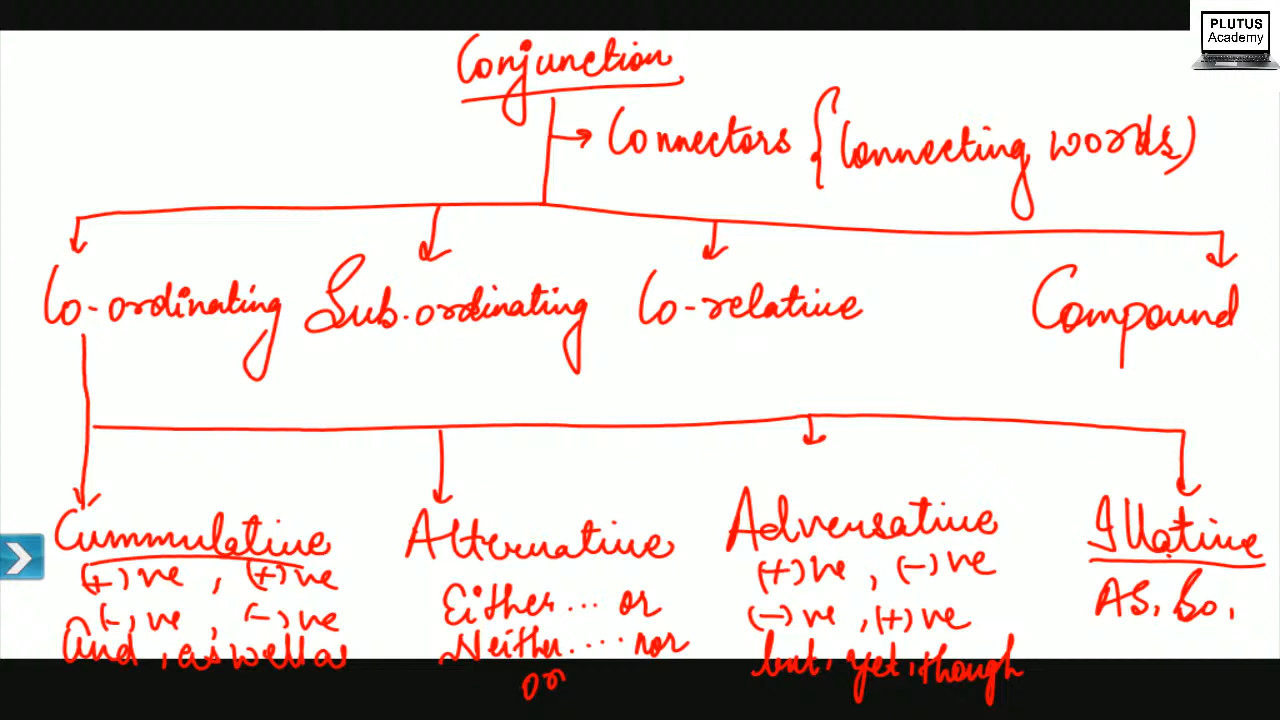 PLUTUS
Academy
Conjunction
Connectors {Connecting words)
Co-ordinating Sub-ordinating Co-relative Compound
Cummulative Alternative Adversative Illative
(+)ve, (+)ve
(-)ve (-)ve
And, as well as
Either... or
Neither.... nor
or
(+)ve, (-)ve
(-)ve, (+)ve
but, yet, though
AS, So,